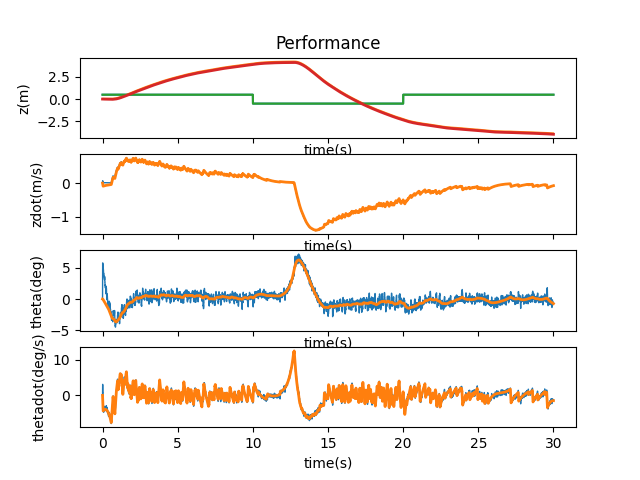 Performance
z(m)
2.5
0.0
−2.5
time(s)
zdot(m/s)
0
−1
time(s)
theta(deg)
5
0
−5
time(s)
thetadot(deg/s)
10
0
0 5 10 15 20 25 30
time(s)